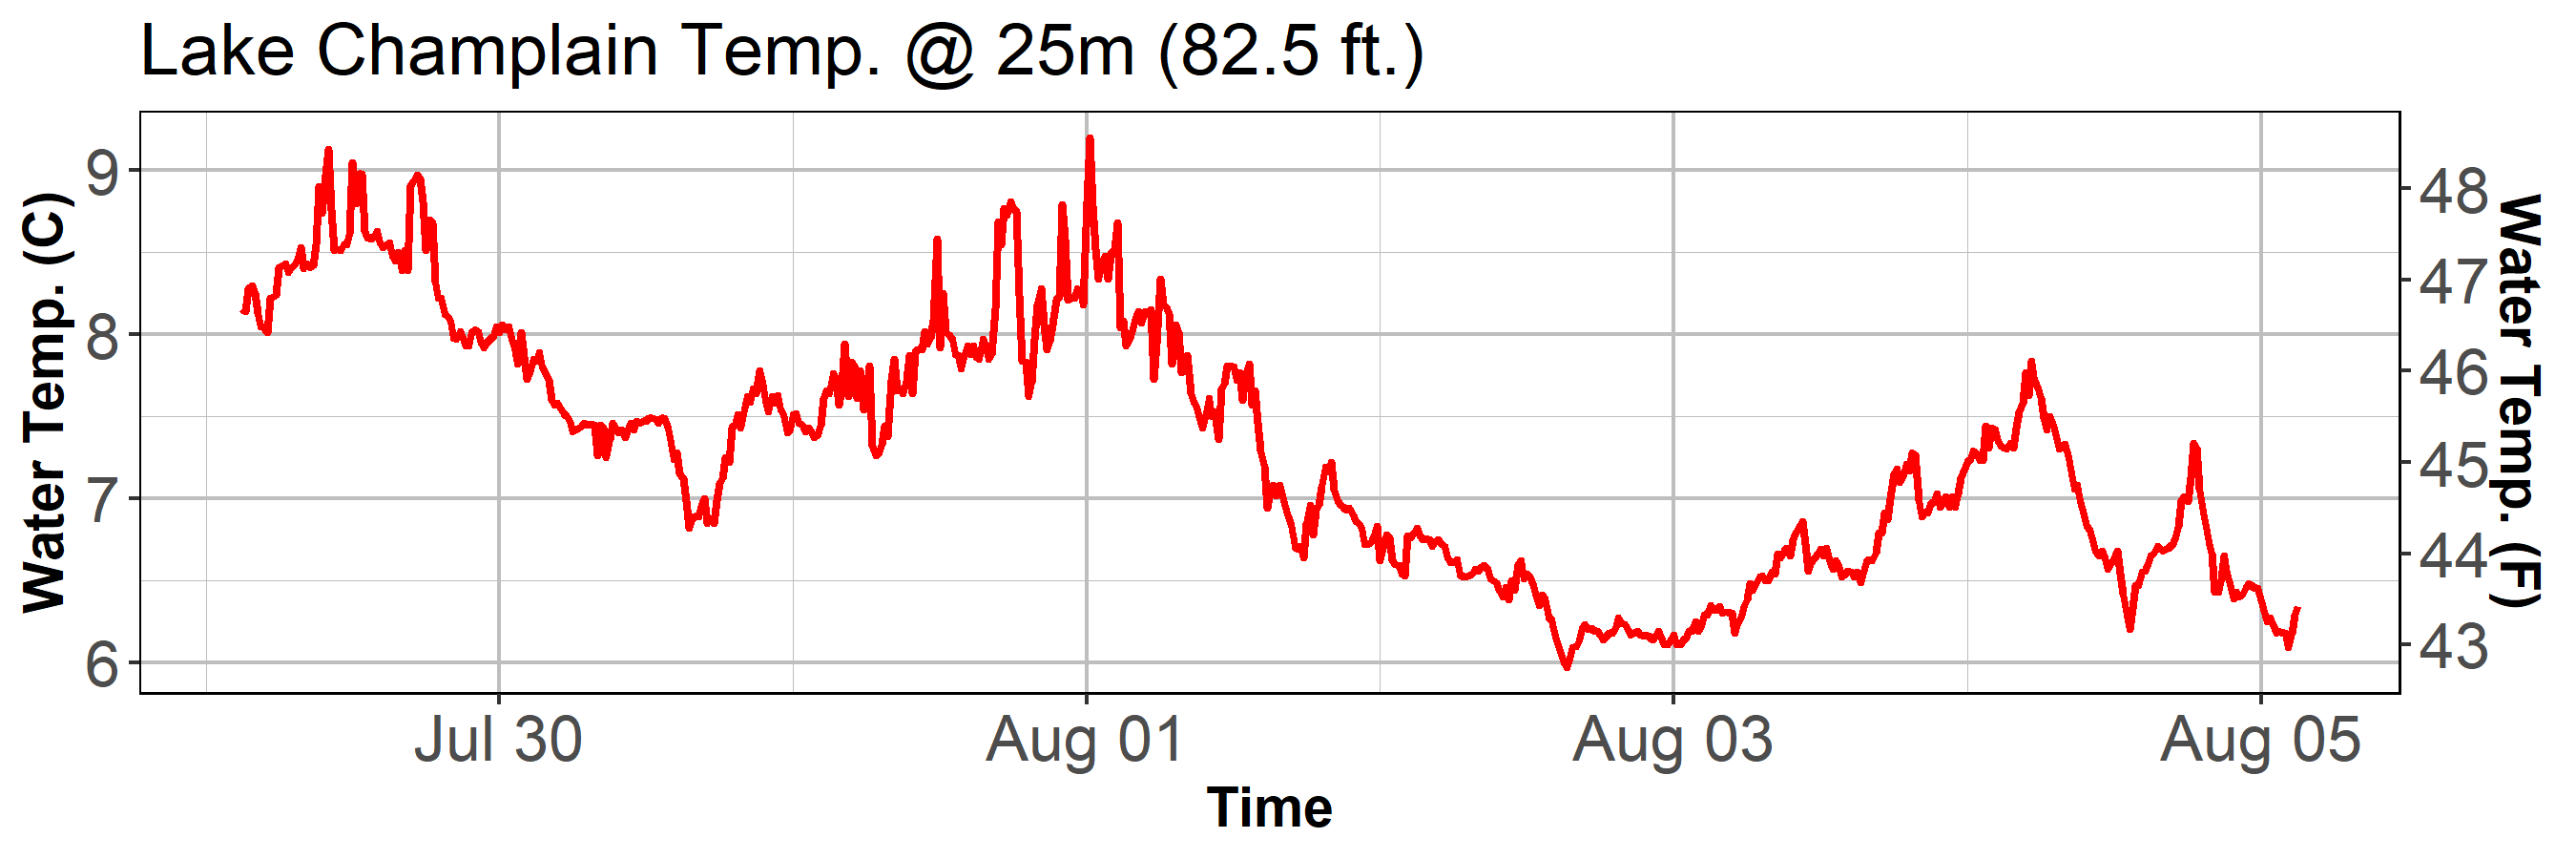 Lake Champlain Temp. @ 25m (82.5 ft.)
Water Temp. (C)
9
8
7
6
48
47
46
45
44
43
Water Temp. (F)
Jul 30
Aug 01
Aug 03
Aug 05
Time